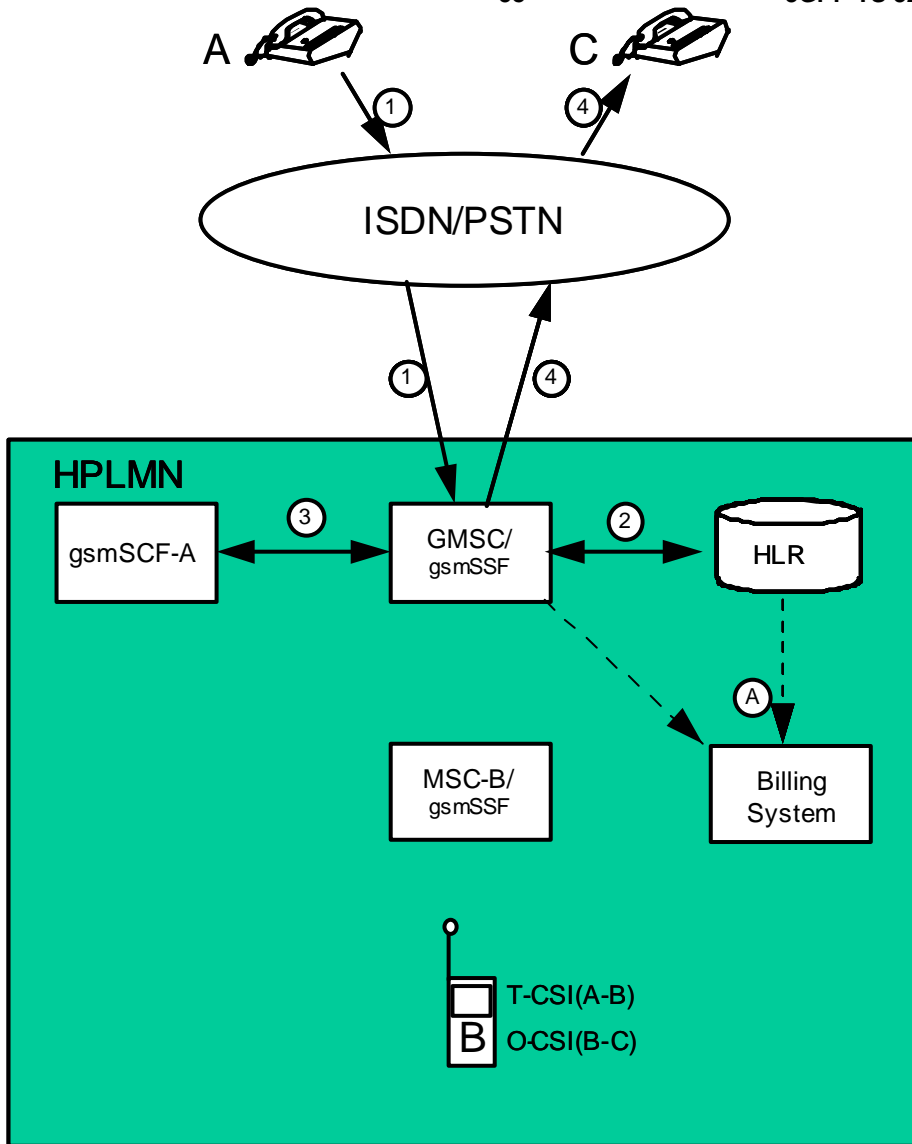 A
C
1
4
ISDN/PSTN
1
4
HPLMN
gsmSCF-A
3
GMSC/
gsmSSF
2
HLR
A
MSC-B/
gsmSSF
Billing
System
T-CSI(A-B)
B
O-CSI(B-C)